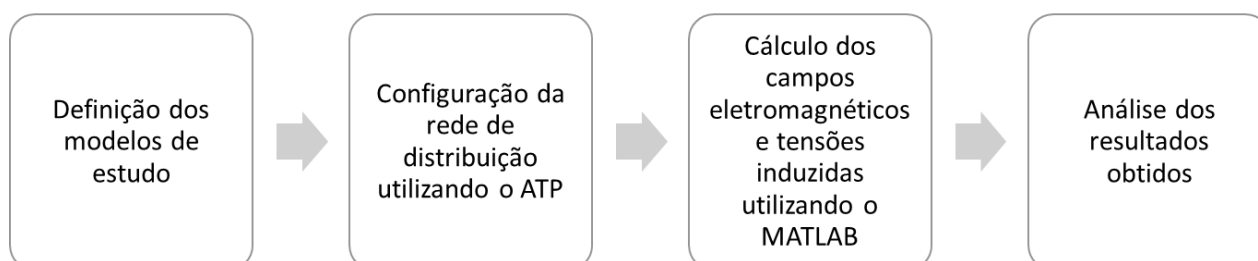 Definição dos
modelos de
estudo
Configuração da
rede de
distribuição
utilizando o ATP
Cálculo dos
campos
eletromagnéticos
e tensões
induzidas
utilizando o
MATLAB
Análise dos
resultados
obtidos